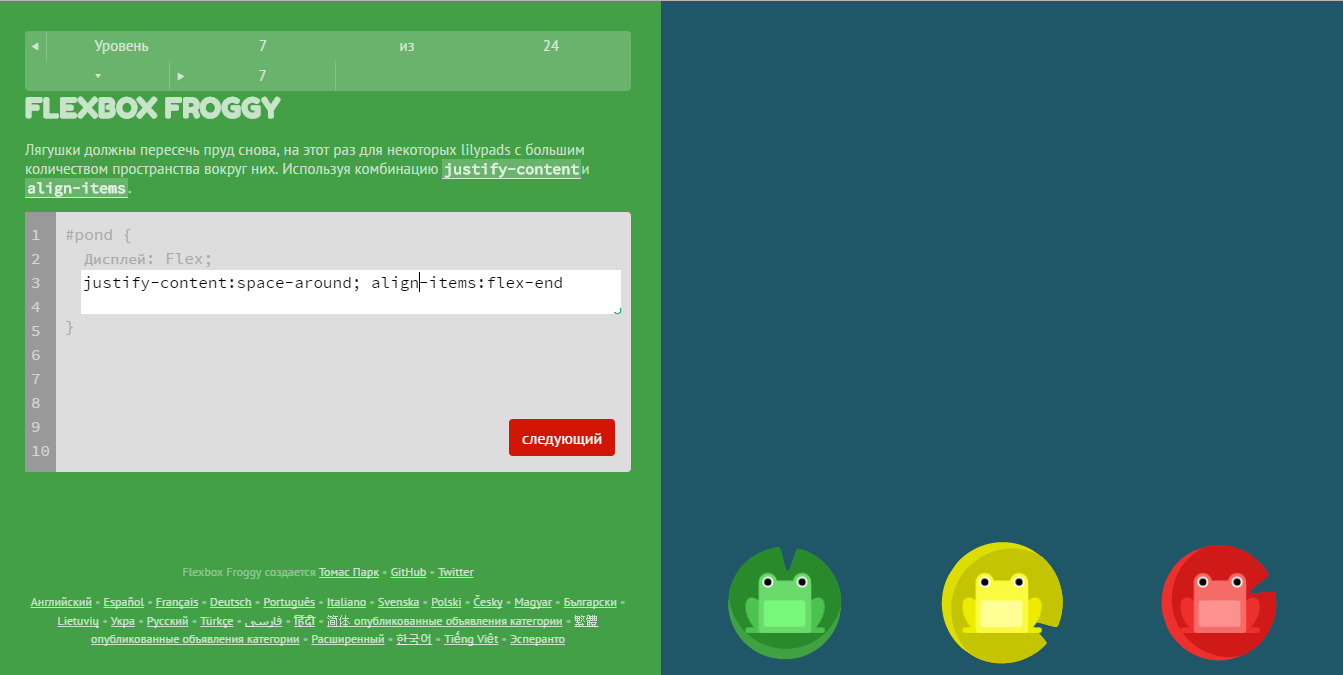 ◀ Уровень 7 из 24
▼ ▶ 7
FLEXBOX FROGGY
Лягушки должны пересечь пруд снова, на этот раз для некоторых lilypads с большим
количеством пространства вокруг них. Используя комбинацию justify-content и
align-items.
1 #pond {
2 Дисплей: Flex;
3 justify-content:space-around; align-items:flex-end
4
5 }
6
7
8
9
10
следующий
Flexbox Froggy создается Томас Парк • GitHub • Twitter
Английский • Español • Français • Deutsch • Português • Italiano • Svenska • Polski • Česky • Magyar • Български •
Lietuvių • Укра • Русский • Türkçe • فارسی • हिंदी • 简体 опубликованные объявления категории • 繁體
опубликованные объявления категории • Расширенный • 한국어 • Tiếng Việt • Эсперанто